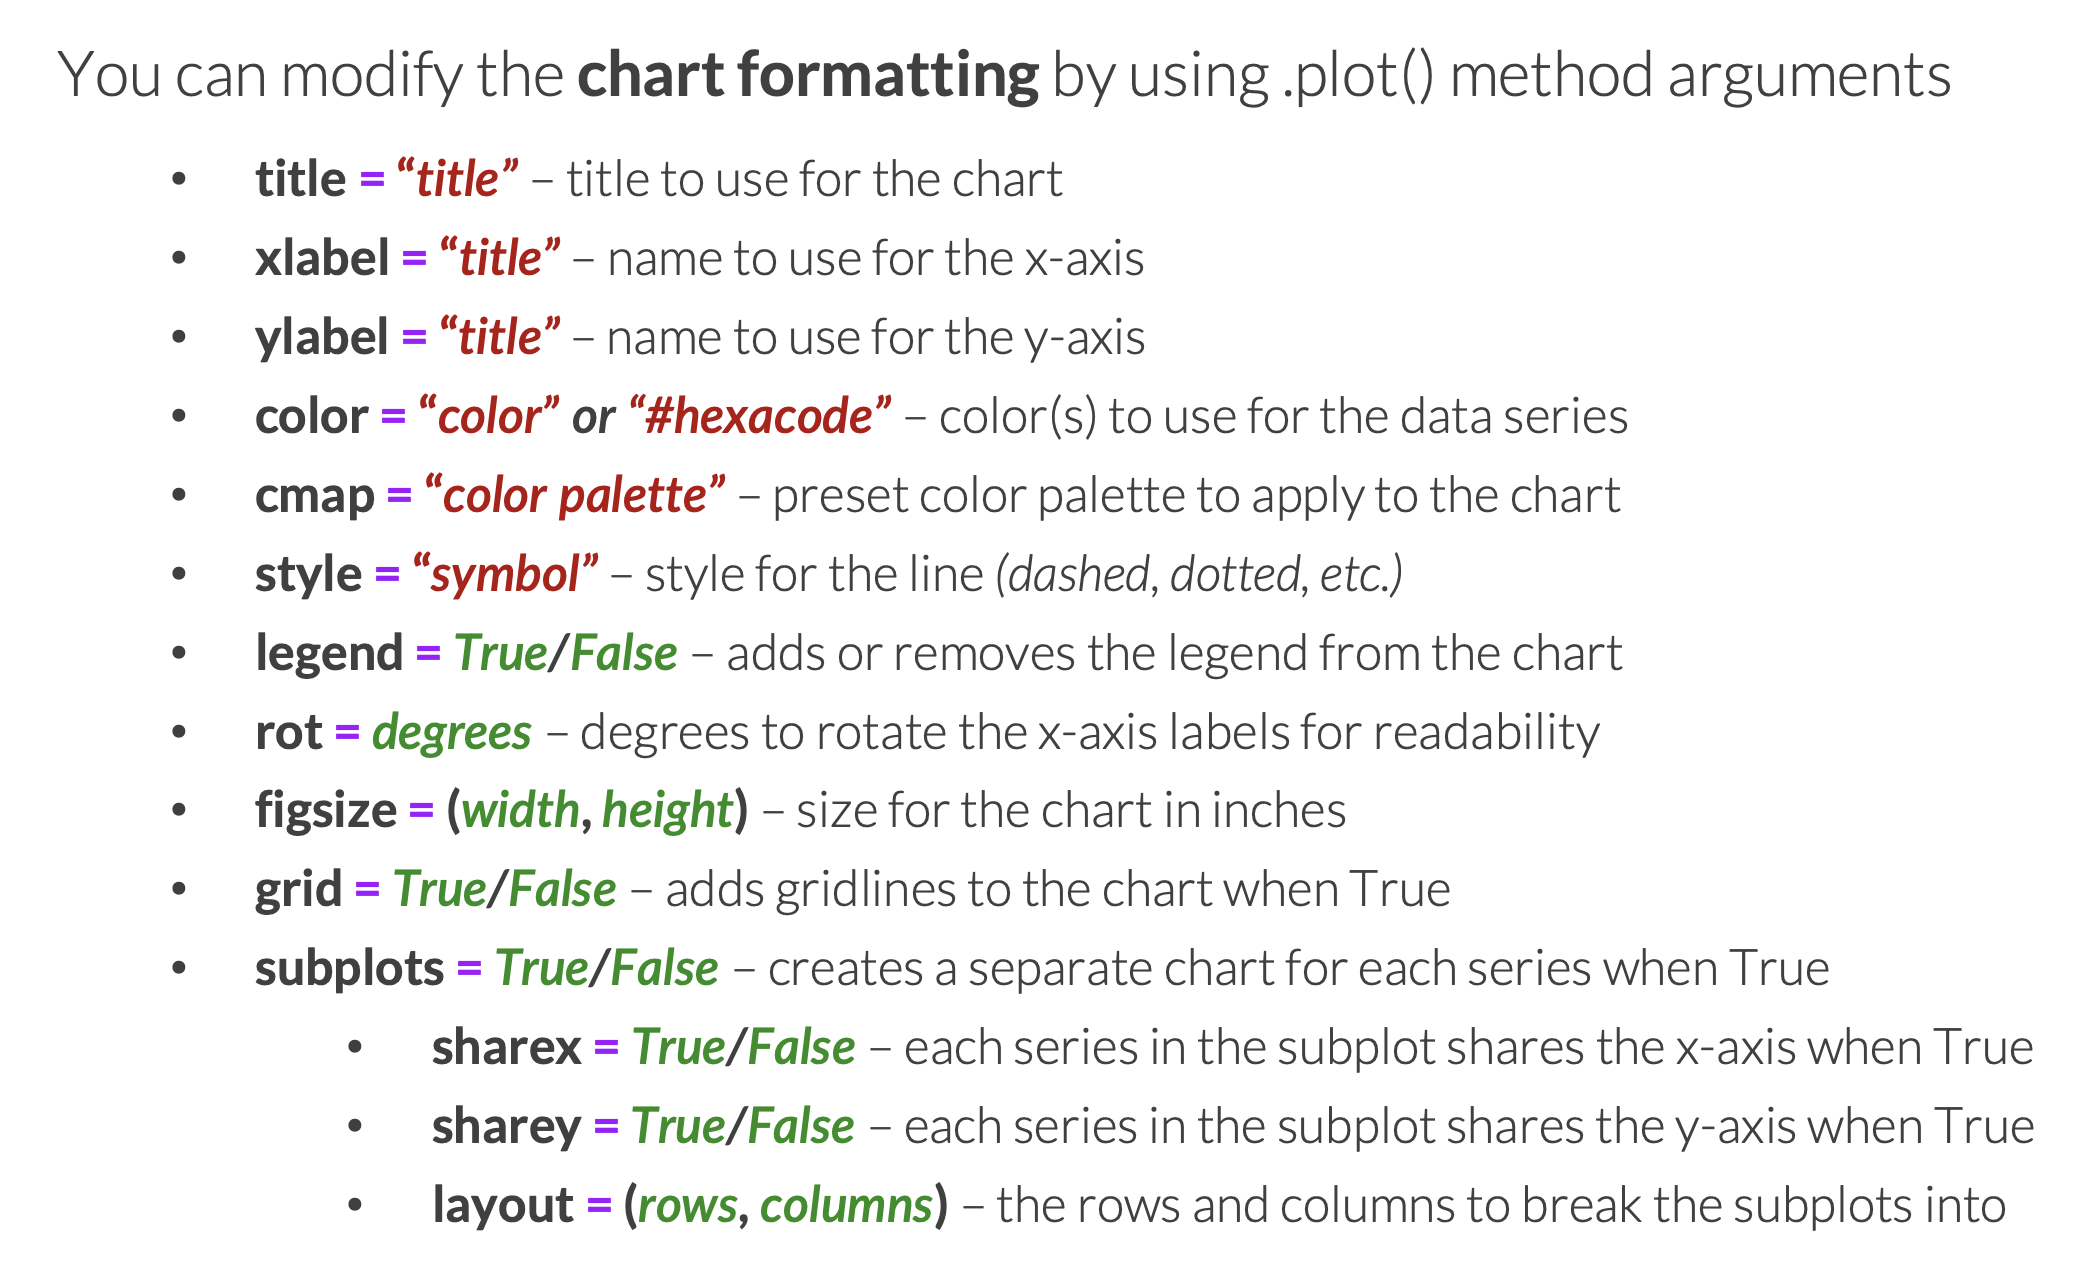 You can modify the chart formatting by using .plot() method arguments
• title = “title” – title to use for the chart
• xlabel = “title” – name to use for the x-axis
• ylabel = “title” – name to use for the y-axis
• color = “color” or “#hexacode” – color(s) to use for the data series
• cmap = “color palette” – preset color palette to apply to the chart
• style = “symbol” – style for the line (dashed, dotted, etc.)
• legend = True/False – adds or removes the legend from the chart
• rot = degrees – degrees to rotate the x-axis labels for readability
• figsize = (width, height) – size for the chart in inches
• grid = True/False – adds gridlines to the chart when True
• subplots = True/False – creates a separate chart for each series when True
• sharex = True/False – each series in the subplot shares the x-axis when True
• sharey = True/False – each series in the subplot shares the y-axis when True
• layout = (rows, columns) – the rows and columns to break the subplots into